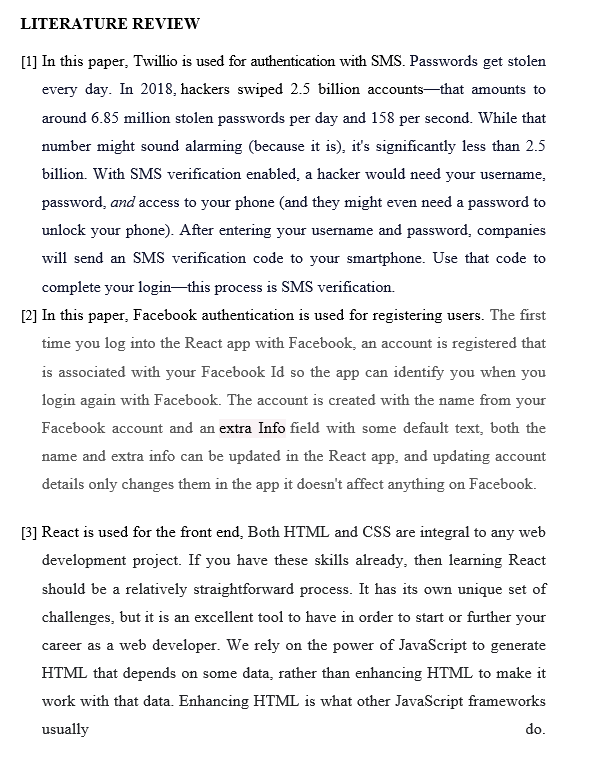 LITERATURE REVIEW
[1] In this paper, Twillio is used for authentication with SMS. Passwords get stolen
every day. In 2018, hackers swiped 2.5 billion accounts—that amounts to
around 6.85 million stolen passwords per day and 158 per second. While that
number might sound alarming (because it is), it's significantly less than 2.5
billion. With SMS verification enabled, a hacker would need your username,
password, and access to your phone (and they might even need a password to
unlock your phone). After entering your username and password, companies
will send an SMS verification code to your smartphone. Use that code to
complete your login—this process is SMS verification.
[2] In this paper, Facebook authentication is used for registering users. The first
time you log into the React app with Facebook, an account is registered that
is associated with your Facebook Id so the app can identify you when you
login again with Facebook. The account is created with the name from your
Facebook account and an extra Info field with some default text, both the
name and extra info can be updated in the React app, and updating account
details only changes them in the app it doesn't affect anything on Facebook.
[3] React is used for the front end, Both HTML and CSS are integral to any web
development project. If you have these skills already, then learning React
should be a relatively straightforward process. It has its own unique set of
challenges, but it is an excellent tool to have in order to start or further your
career as a web developer. We rely on the power of JavaScript to generate
HTML that depends on some data, rather than enhancing HTML to make it
work with that data. Enhancing HTML is what other JavaScript frameworks
usually do.